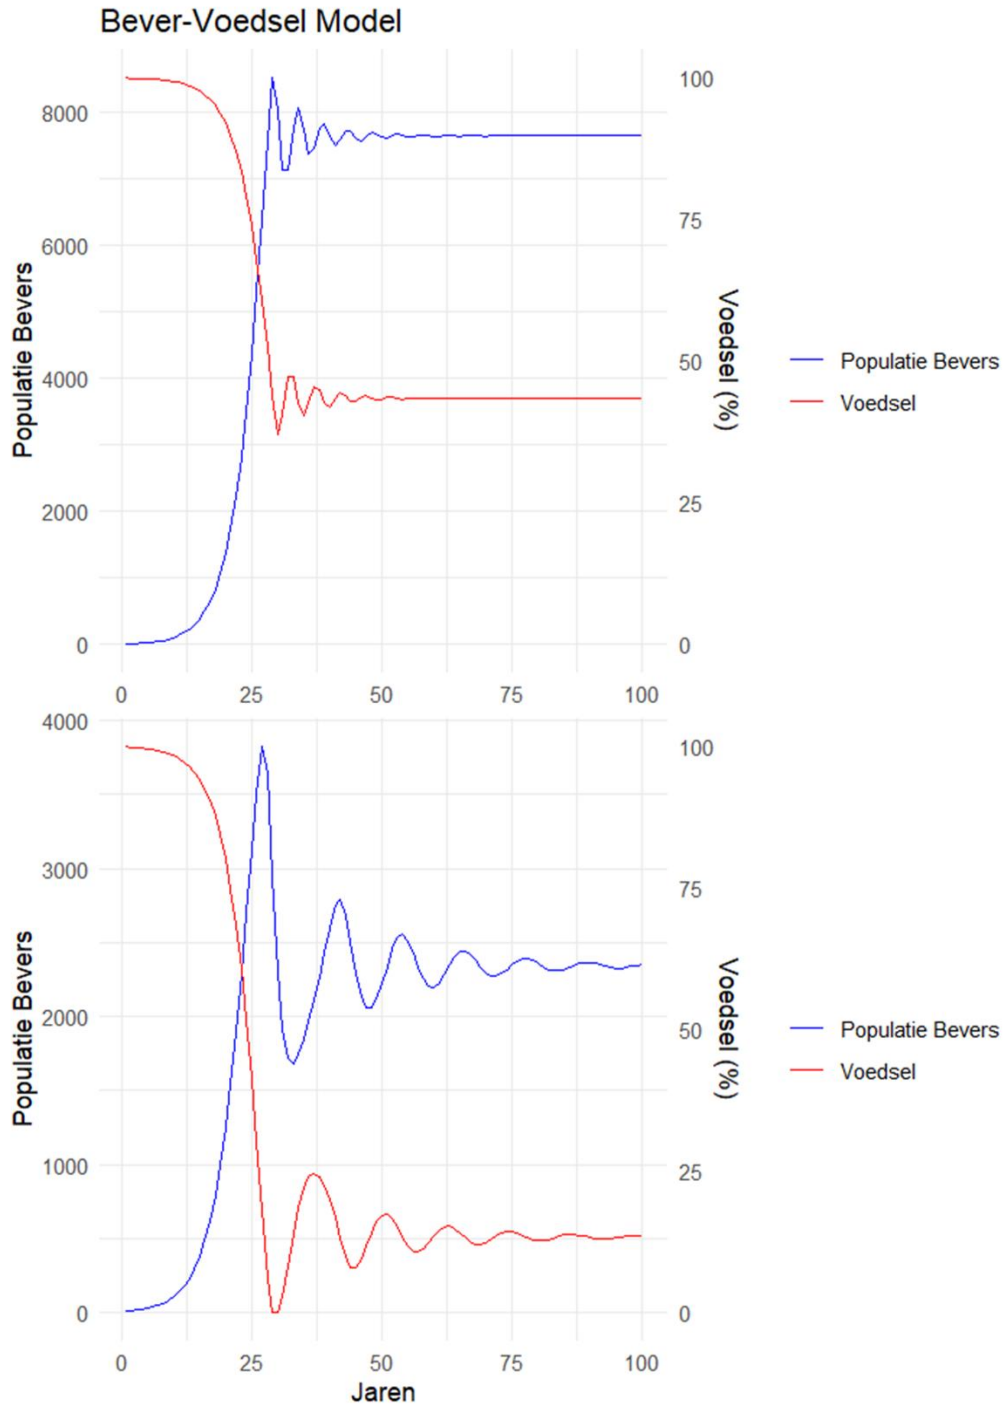 Bever-Voedsel Model
Populatie Bevers
8000
6000
4000
2000
0
100
75
50
25
0
Voedsel (%)
0 25 50 75 100
Populatie Bevers
Voedsel
Populatie Bevers
4000
3000
2000
1000
0
100
75
50
25
0
Voedsel (%)
0 25 50 75 100
Jaren
Populatie Bevers
Voedsel